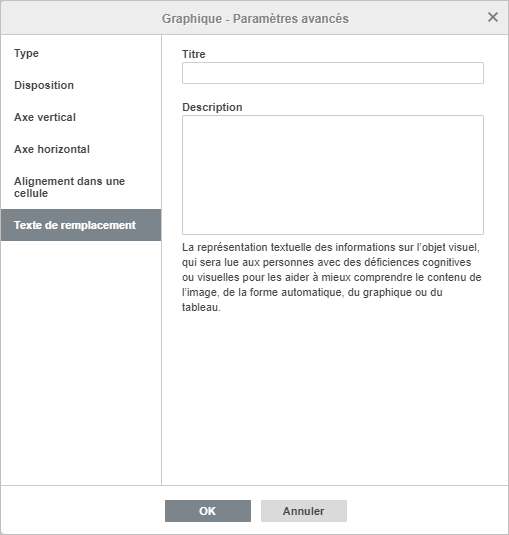 Graphique - Paramètres avancés
Type
Disposition
Axe vertical
Axe horizontal
Alignement dans une
cellule
Texte de remplacement
Titre
Description
La représentation textuelle des informations sur l'objet visuel,
qui sera lue aux personnes avec des déficiences cognitives
ou visuelles pour les aider à mieux comprendre le contenu de
l'image, de la forme automatique, du graphique ou du
tableau.
OK
Annuler